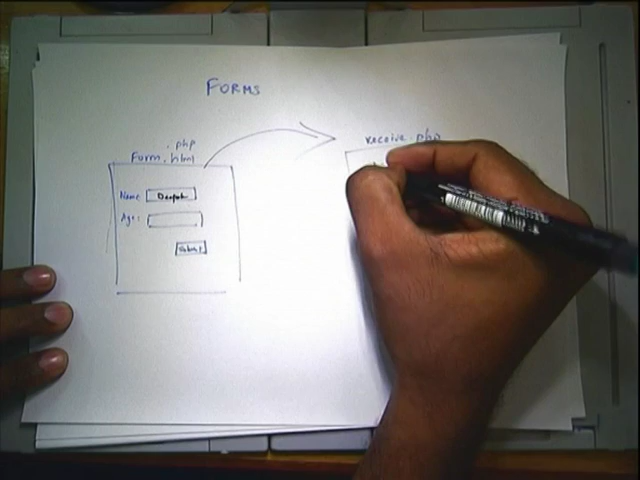 FORMS
.php
Form.html
receive.php
Name
Deepak
Age:
Submit